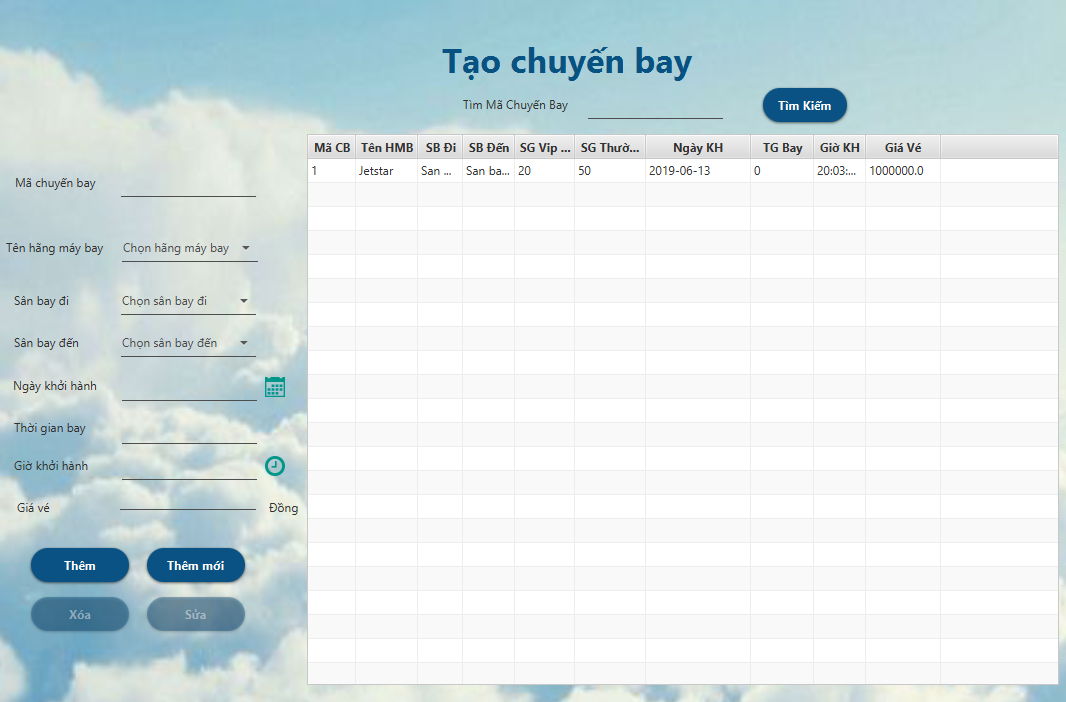 Tạo chuyến bay
Tìm Mã Chuyến Bay
Tìm Kiếm
Mã chuyến bay
Tên hãng máy bay Chọn hãng máy bay
Sân bay đi Chọn sân bay đi
Sân bay đến Chọn sân bay đến
Ngày khởi hành
Thời gian bay
Giờ khởi hành
Giá vé Đồng
Thêm Thêm mới
Xóa Sửa
Mã CB Tên HMB SB Đi SB Đến SG Vip ... SG Thườ... Ngày KH TG Bay Giờ KH Giá Vé
1 Jetstar San ... San ba... 20 50 2019-06-13 0 20:03:... 1000000.0